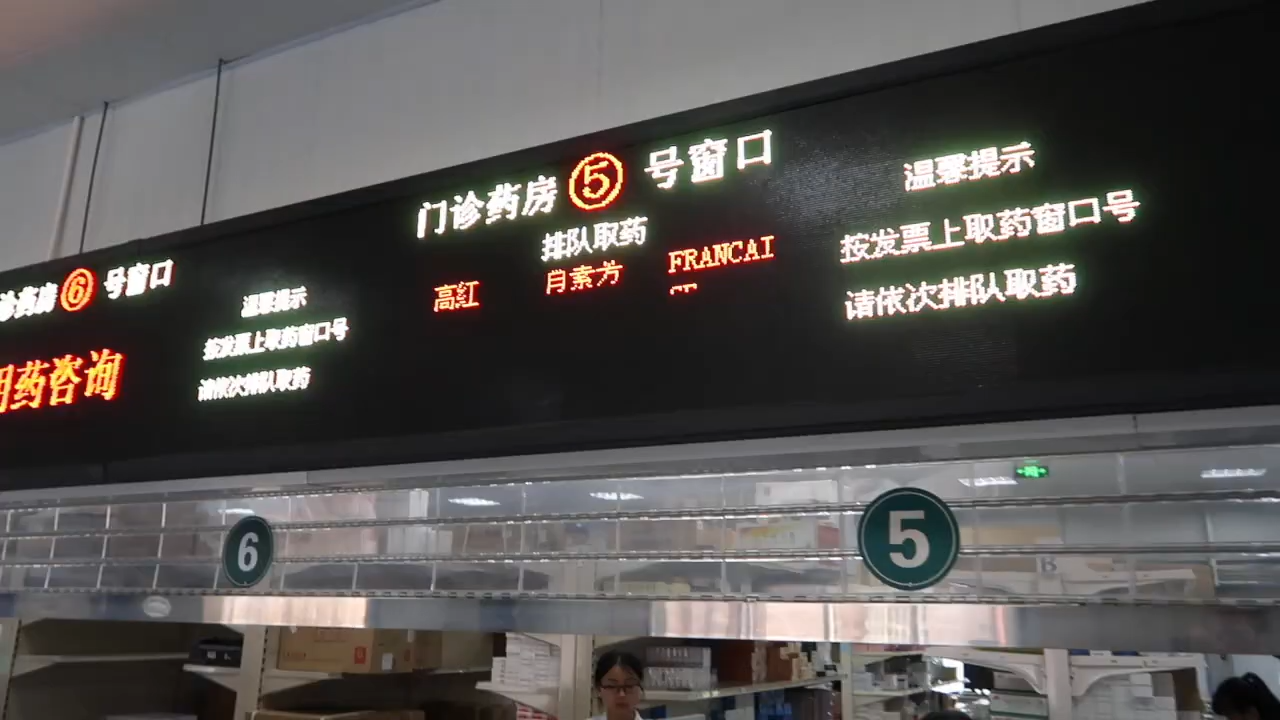 诊药房 6 号窗口
用药咨询
温馨提示
按发票上取药窗口号
请依次排队取药
门诊药房 5 号窗口
排队取药
高红 肖素芳 FRANCAI
温馨提示
按发票上取药窗口号
请依次排队取药
6
5
B